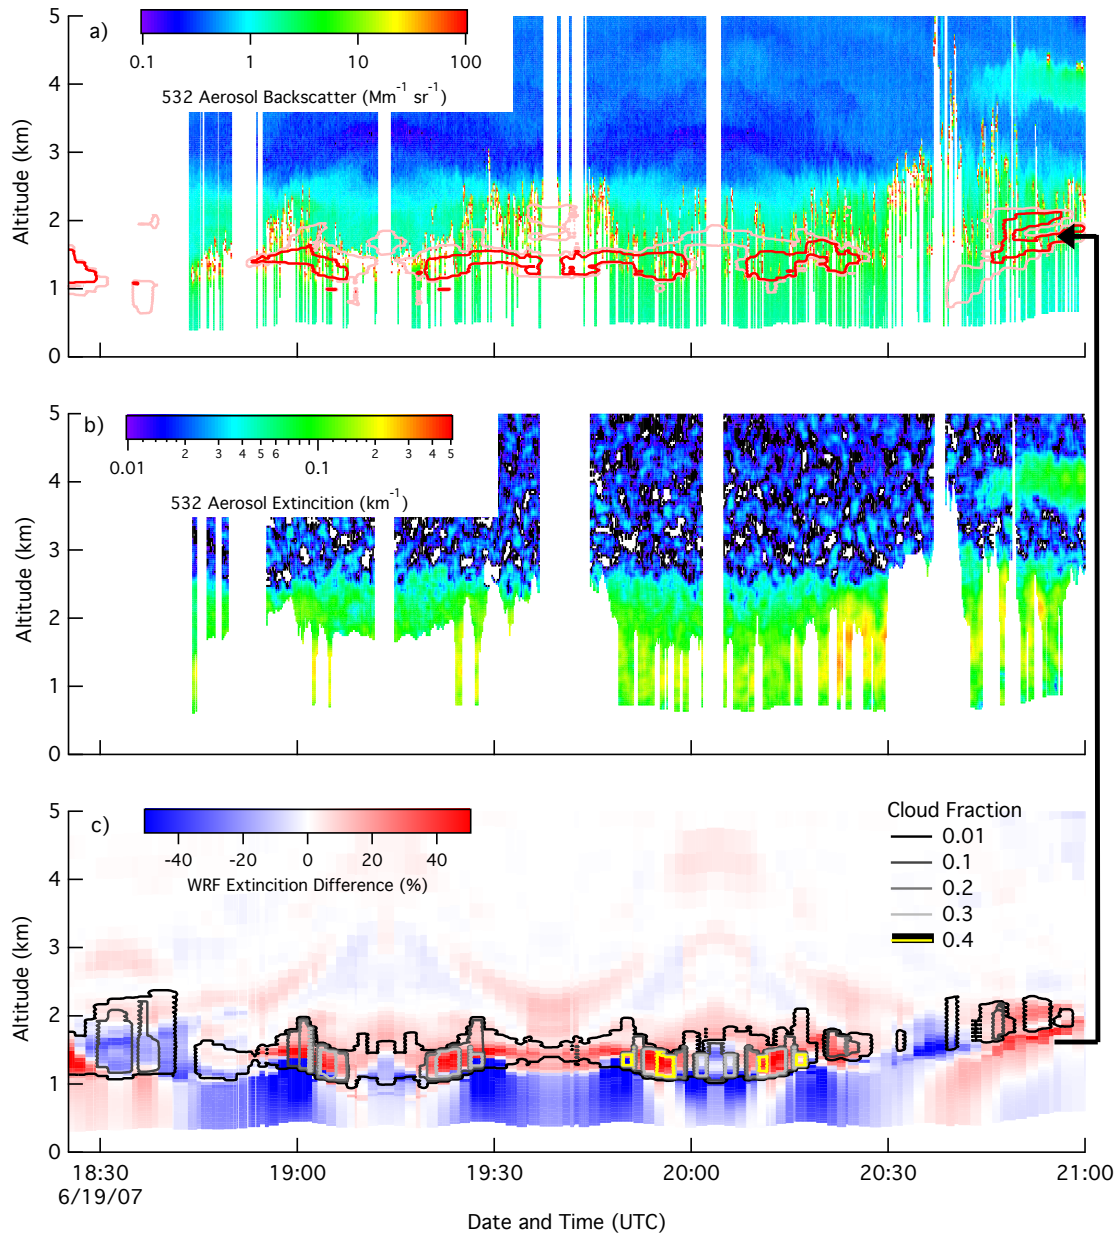 5
4
3
2
1
0
Altitude (km)
a)
0.1 1 10 100
532 Aerosol Backscatter (Mm-1 sr-1)
5
4
3
2
1
0
Altitude (km)
b)
0.01 2 3 4 5 6 0.1 2 3 4 5
532 Aerosol Extincition (km-1)
5
4
3
2
1
0
Altitude (km)
c)
-40 -20 0 20 40
WRF Extincition Difference (%)
Cloud Fraction
0.01
0.1
0.2
0.3
0.4
18:30 19:00 19:30 20:00 20:30 21:00
6/19/07
Date and Time (UTC)